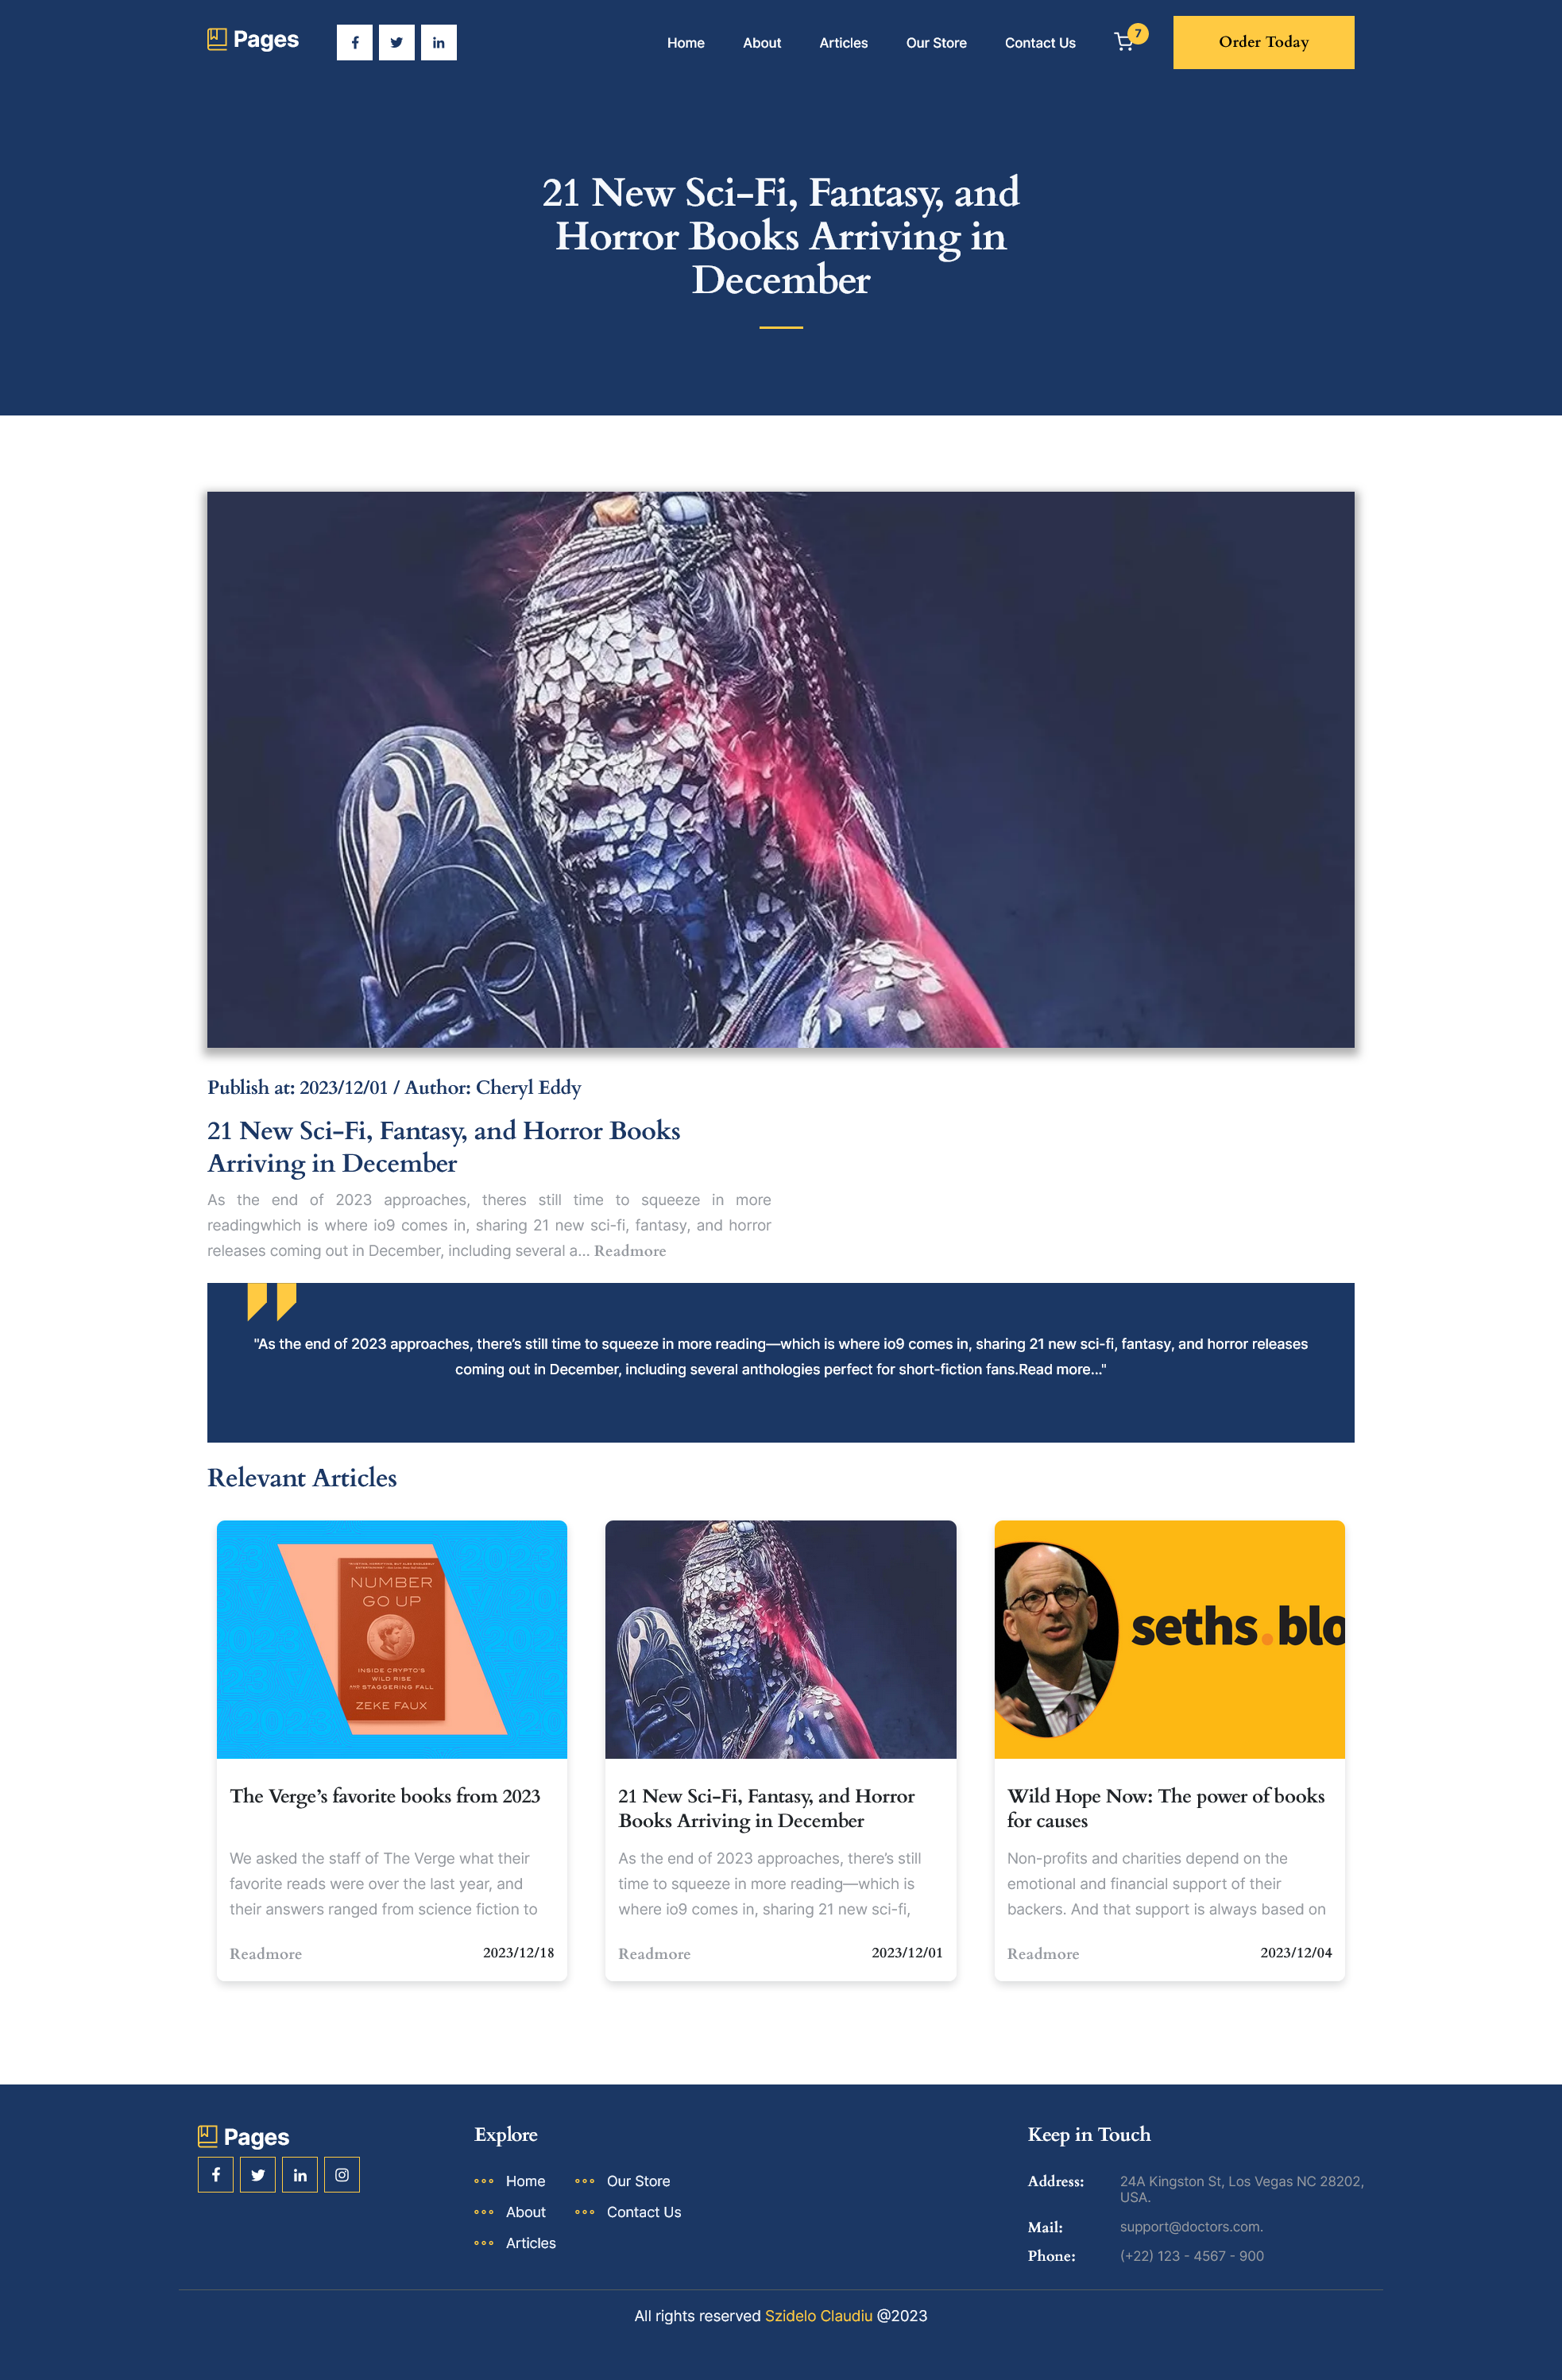 Pages
Home About Articles Our Store Contact Us 7 Order Today
21 New Sci-Fi, Fantasy, and
Horror Books Arriving in
December
Publish at: 2023/12/01 / Author: Cheryl Eddy
21 New Sci-Fi, Fantasy, and Horror Books
Arriving in December
As the end of 2023 approaches, theres still time to squeeze in more
readingwhich is where io9 comes in, sharing 21 new sci-fi, fantasy, and horror
releases coming out in December, including several a... Readmore
"As the end of 2023 approaches, there’s still time to squeeze in more reading—which is where io9 comes in, sharing 21 new sci-fi, fantasy, and horror releases
coming out in December, including several anthologies perfect for short-fiction fans.Read more..."
Relevant Articles
NUMBER
GO UP
INSIDE CRYPTO'S
WILD RISE
AND STAGGERING FALL
ZEKE FAUX
The Verge’s favorite books from 2023
We asked the staff of The Verge what their
favorite reads were over the last year, and
their answers ranged from science fiction to
Readmore 2023/12/18
21 New Sci-Fi, Fantasy, and Horror
Books Arriving in December
As the end of 2023 approaches, there’s still
time to squeeze in more reading—which is
where io9 comes in, sharing 21 new sci-fi,
Readmore 2023/12/01
seths.blo
Wild Hope Now: The power of books
for causes
Non-profits and charities depend on the
emotional and financial support of their
backers. And that support is always based on
Readmore 2023/12/04
Pages
Explore
Home Our Store
About Contact Us
Articles
Keep in Touch
Address: 24A Kingston St, Los Vegas NC 28202,
USA.
Mail: support@doctors.com.
Phone: (+22) 123 - 4567 - 900
All rights reserved Szidelo Claudiu @2023